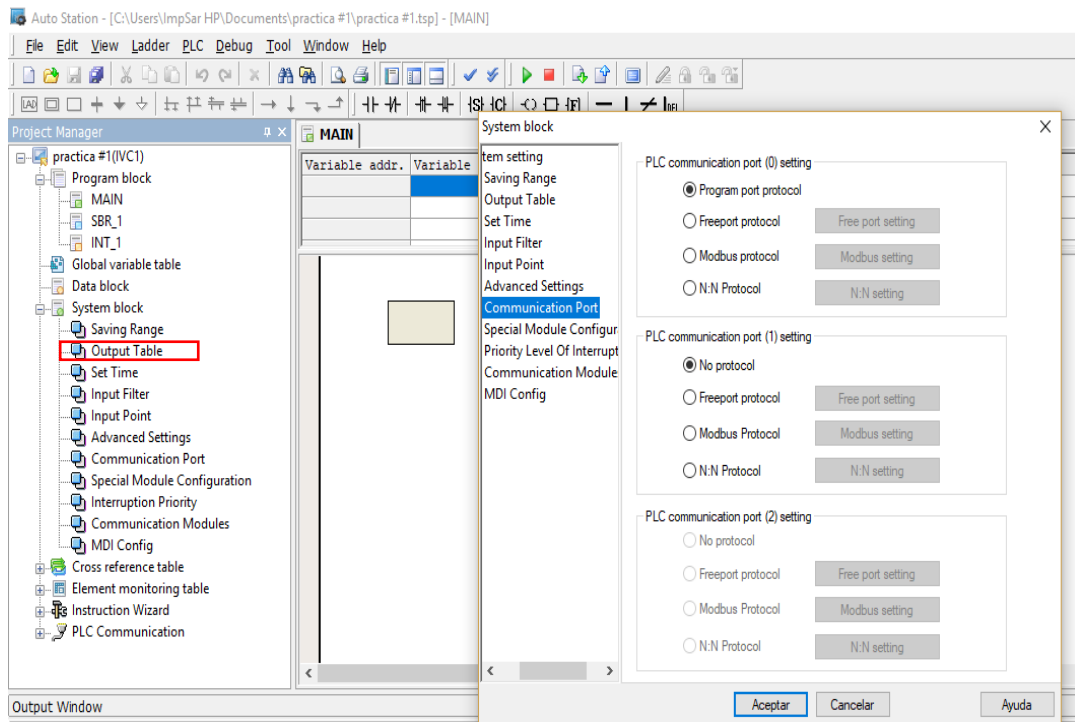 Auto Station - [C:\Users\ImpSar HP\Documents\practica #1\practica #1.tsp] - [MAIN]
File Edit View Ladder PLC Debug Tool Window Help
LAD
S C F DEL
Project Manager
practica #1(IVC1)
Program block
MAIN
SBR_1
INT_1
Global variable table
Data block
System block
Saving Range
Output Table
Set Time
Input Filter
Input Point
Advanced Settings
Communication Port
Special Module Configuration
Interruption Priority
Communication Modules
MDI Config
Cross reference table
Element monitoring table
Instruction Wizard
PLC Communication
MAIN
Variable addr. Variable
System block
tem setting
Saving Range
Output Table
Set Time
Input Filter
Input Point
Advanced Settings
Communication Port
Special Module Configur
Priority Level Of Interrupt
Communication Module
MDI Config
PLC communication port (0) setting
Program port protocol
Freeport protocol Free port setting
Modbus protocol Modbus setting
N:N Protocol N:N setting
PLC communication port (1) setting
No protocol
Freeport protocol Free port setting
Modbus Protocol Modbus setting
N:N Protocol N:N setting
PLC communication port (2) setting
No protocol
Freeport protocol Free port setting
Modbus Protocol Modbus setting
N:N Protocol N:N setting
Aceptar Cancelar Ayuda
Output Window